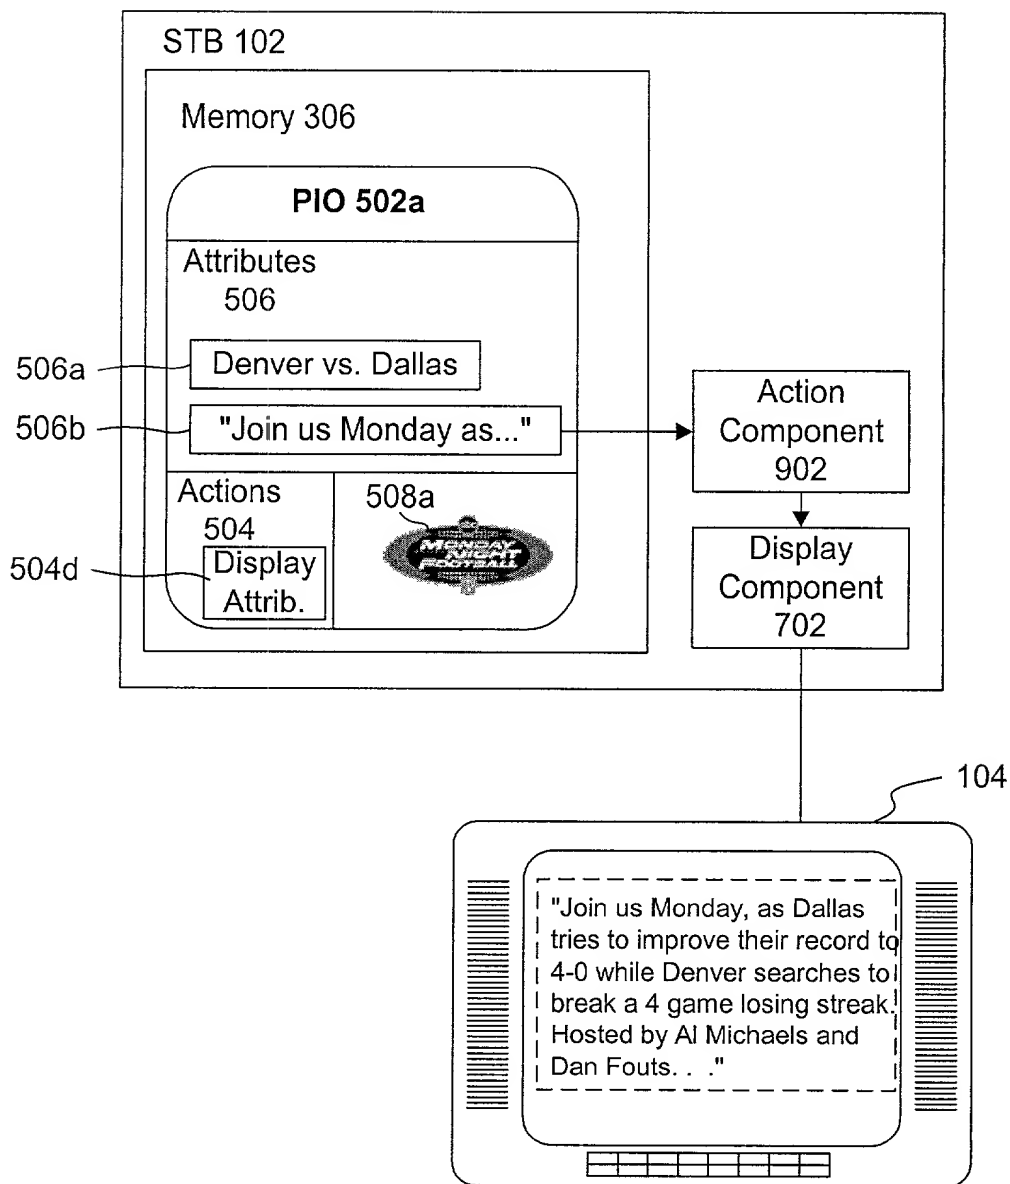 STB 102
Memory 306
PIO 502a
Attributes
506
506a
Denver vs. Dallas
506b
"Join us Monday as..."
Action
Component
902
Actions
504
508a
504d
Display
Attrib.
MONDAY
NIGHT
FOOTBALL
Display
Component
702
104
"Join us Monday, as Dallas
tries to improve their record to
4-0 while Denver searches to
break a 4 game losing streak.
Hosted by Al Michaels and
Dan Fouts. . ."